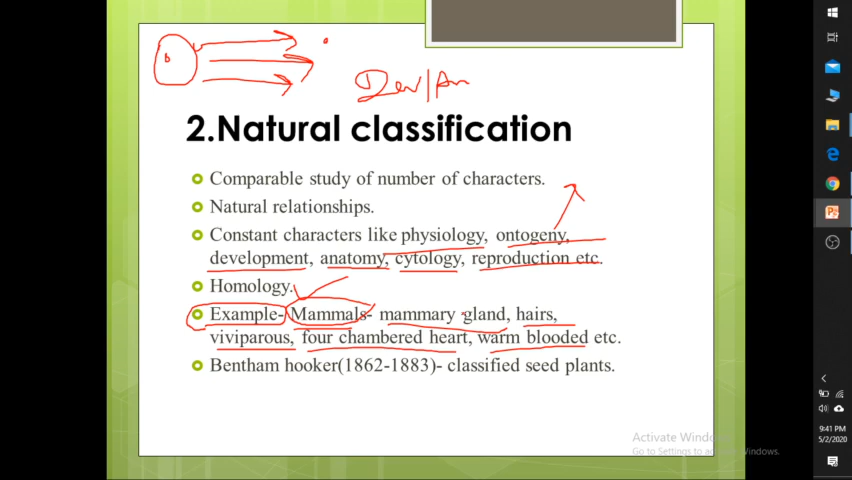 Dev/An
2.Natural classification
Comparable study of number of characters.
Natural relationships.
Constant characters like physiology, ontogeny,
development, anatomy, cytology, reproduction etc.
Homology.
Example- Mammals- mammary gland, hairs,
viviparous, four chambered heart, warm blooded etc.
Bentham hooker(1862-1883)- classified seed plants.
Activate Windows
Go to Settings to activate Windows.
9:41 PM
5/2/2020